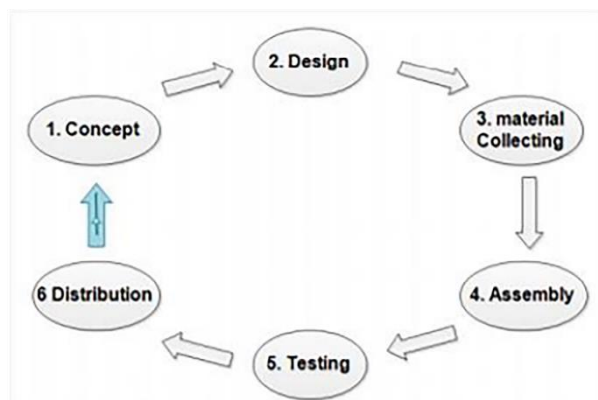 1. Concept
2. Design
3. material
Collecting
4. Assembly
5. Testing
6 Distribution